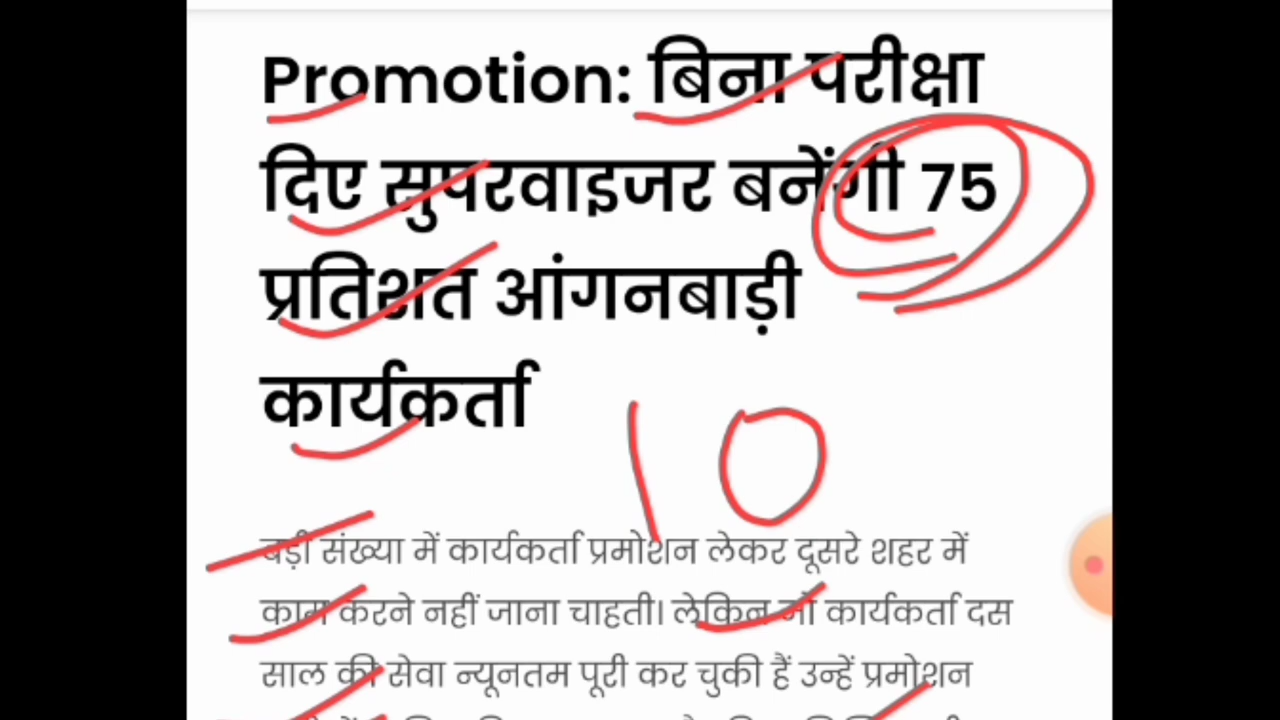 Promotion: बिना परीक्षा
दिए सुपरवाइजर बनेंगी 75
प्रतिशत आंगनबाड़ी
कार्यकर्ता
10
बड़ी संख्या में कार्यकर्ता प्रमोशन लेकर दूसरे शहर में
काम करने नहीं जाना चाहती। लेकिन जो कार्यकर्ता दस
साल की सेवा न्यूनतम पूरी कर चुकी हैं उन्हें प्रमोशन